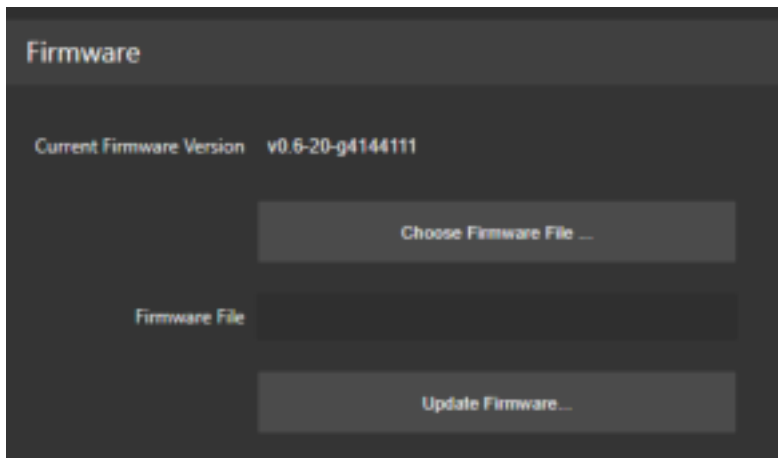 Firmware
Current Firmware Version v0.6-20-g4144111
Choose Firmware File ...
Firmware File
Update Firmware...